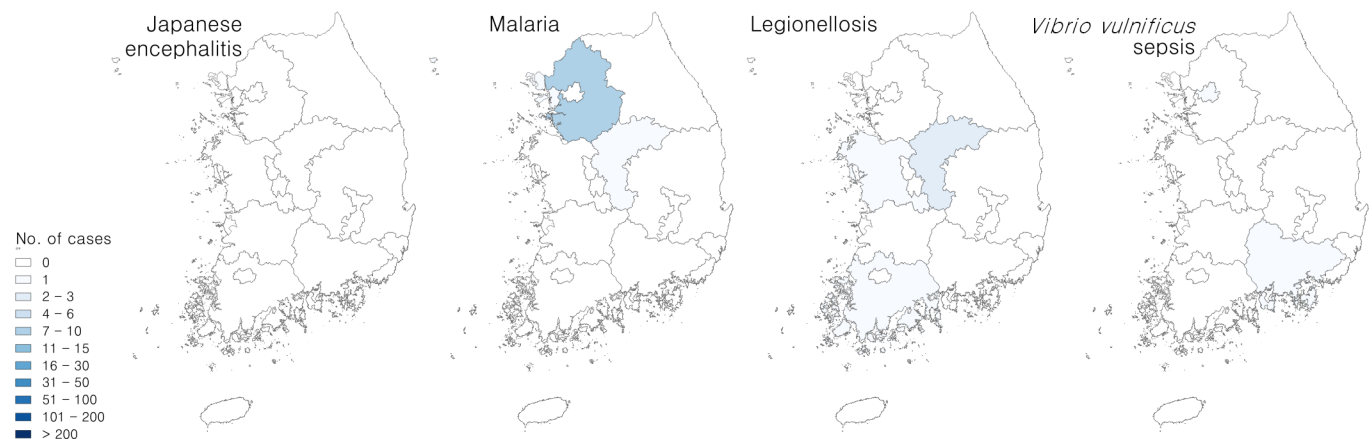 Japanese
encephalitis
Malaria
Legionellosis
Vibrio vulnificus
sepsis
No. of cases
0
1
2 – 3
4 – 6
7 – 10
11 – 15
16 – 30
31 – 50
51 – 100
101 – 200
> 200